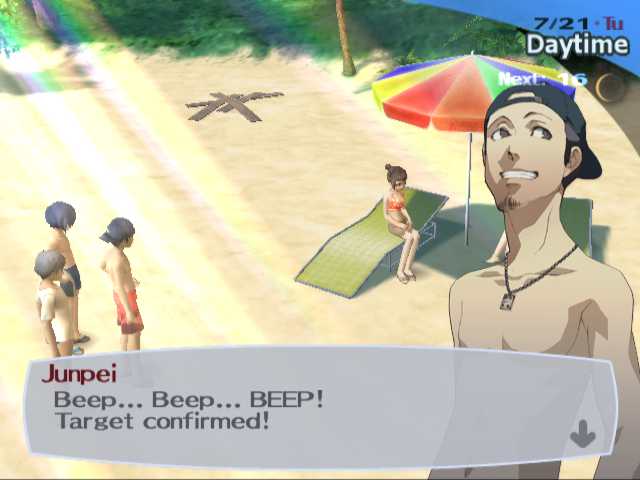 7/21・Tu
Daytime
Next: 16
Junpei
Beep... Beep... BEEP!
Target confirmed!